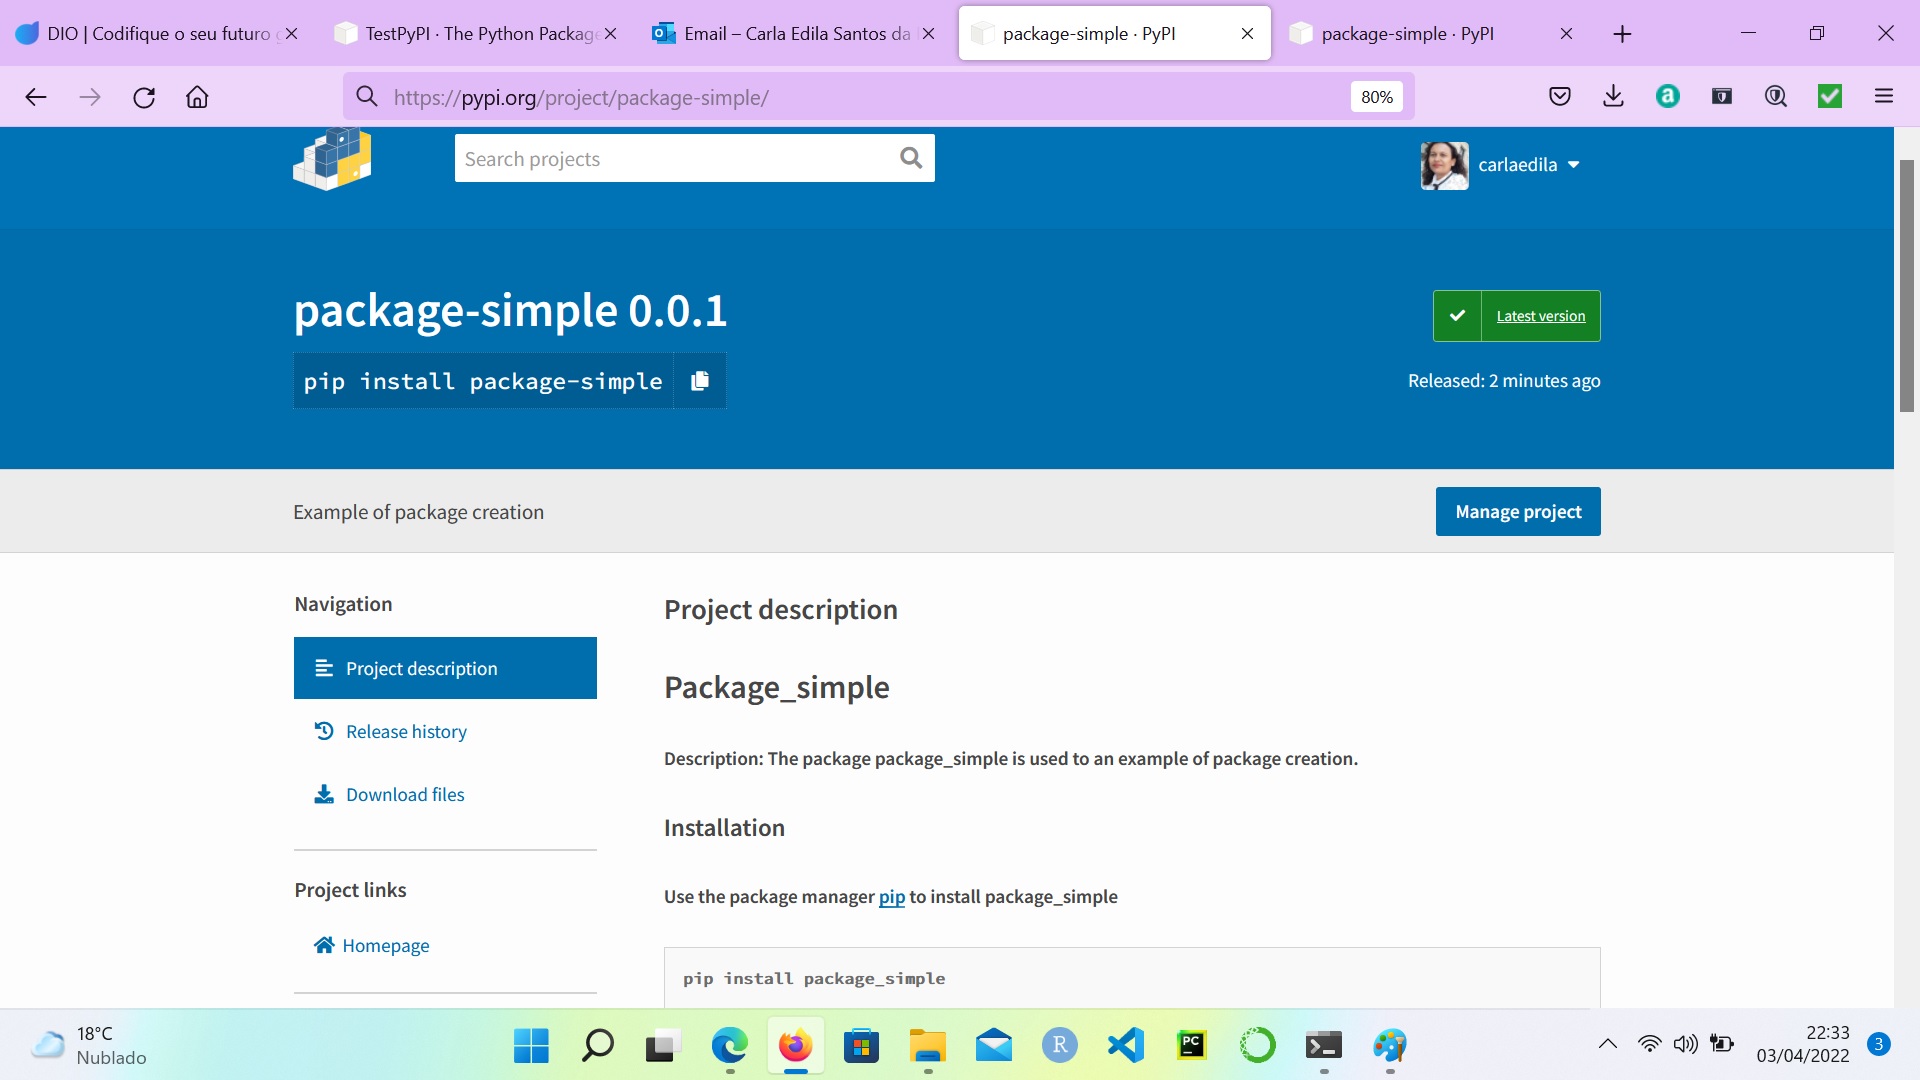 DIO | Codifique o seu futuro
TestPyPI · The Python Package
Email – Carla Edila Santos da
package-simple · PyPI
package-simple · PyPI
https://pypi.org/project/package-simple/
80%
Search projects
carlaedila
package-simple 0.0.1
pip install package-simple
Latest version
Released: 2 minutes ago
Example of package creation
Manage project
Navigation
Project description
Release history
Download files
Project links
Homepage
Project description
Package_simple
Description: The package package_simple is used to an example of package creation.
Installation
Use the package manager pip to install package_simple
pip install package_simple
18°C
Nublado
R
PC
22:33
03/04/2022
3